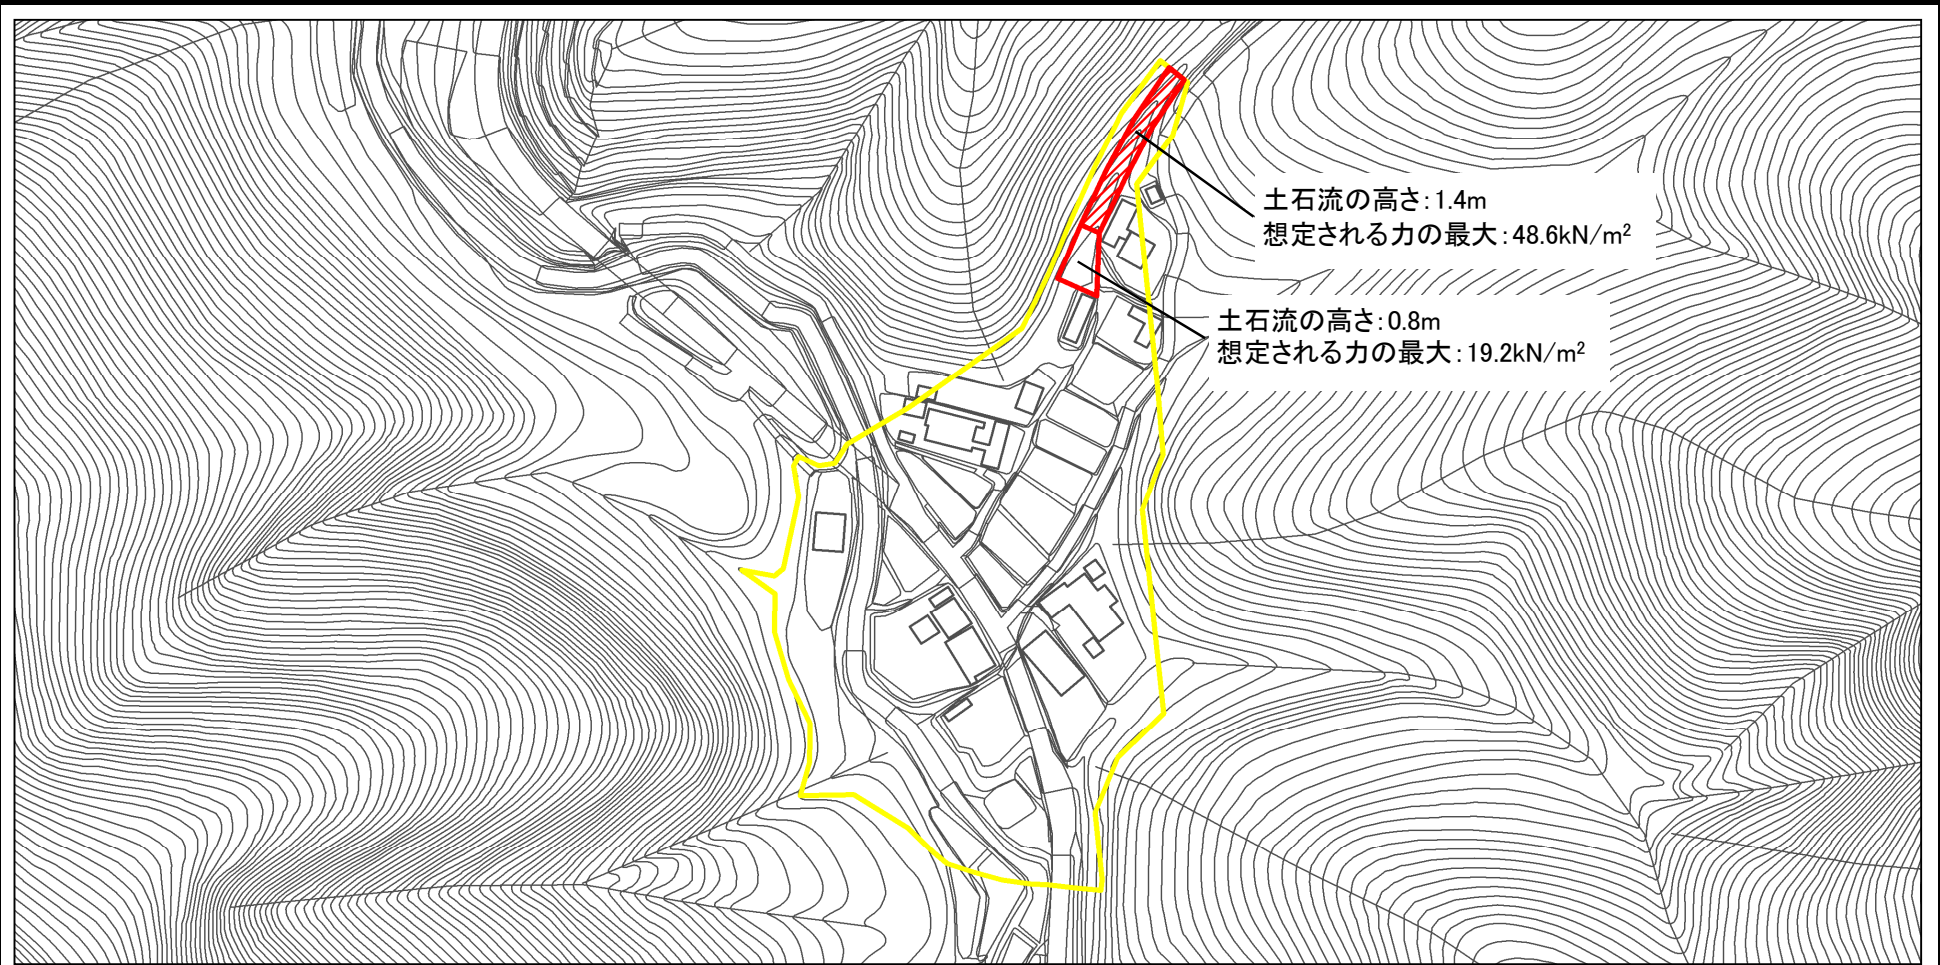 土石流の高さ:1.4m
想定される力の最大:48.6kN/m²
土石流の高さ:0.8m
想定される力の最大:19.2kN/m²